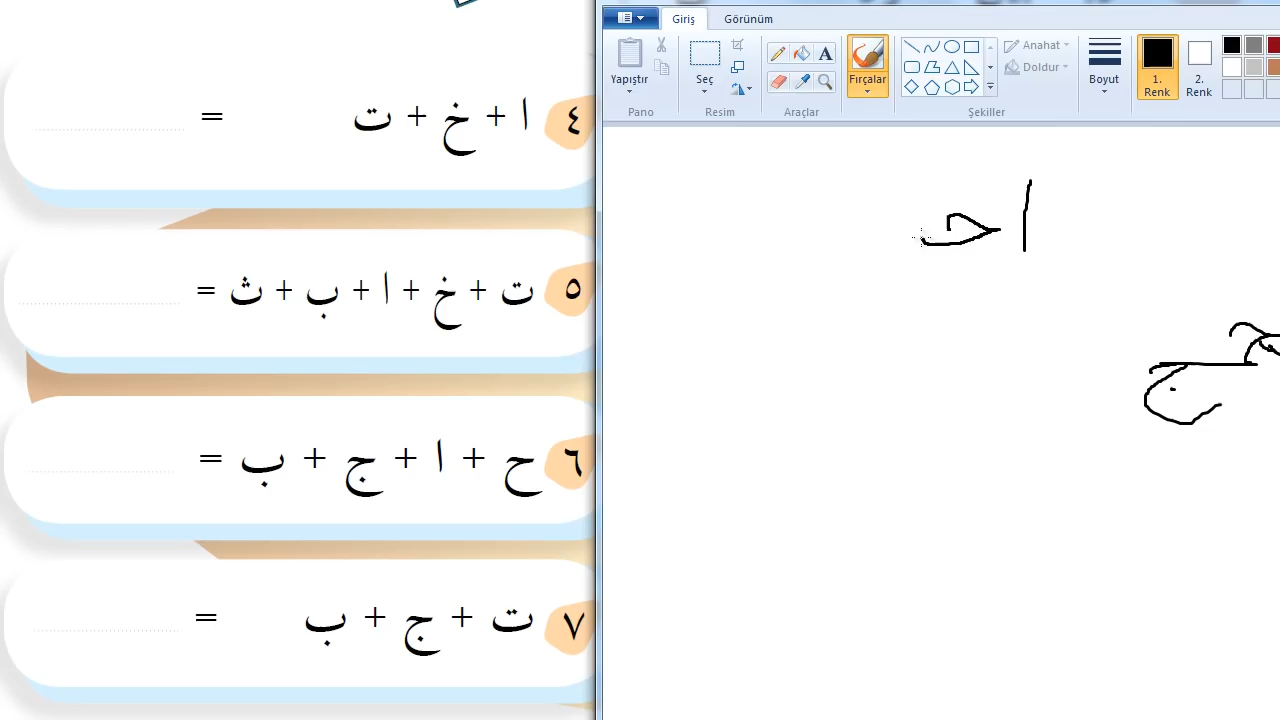 ٤ ا + خ + ت =
٥ ت + خ + ا + ب + ث =
٦ ح + ا + ج + ب =
٧ ت + ج + ب =
Giriş Görünüm
Yapıştır
Pano
Seç
Resim
A
Araçlar
Fırçalar
Anahat
Doldur
Şekiller
Boyut
1. Renk
2. Renk